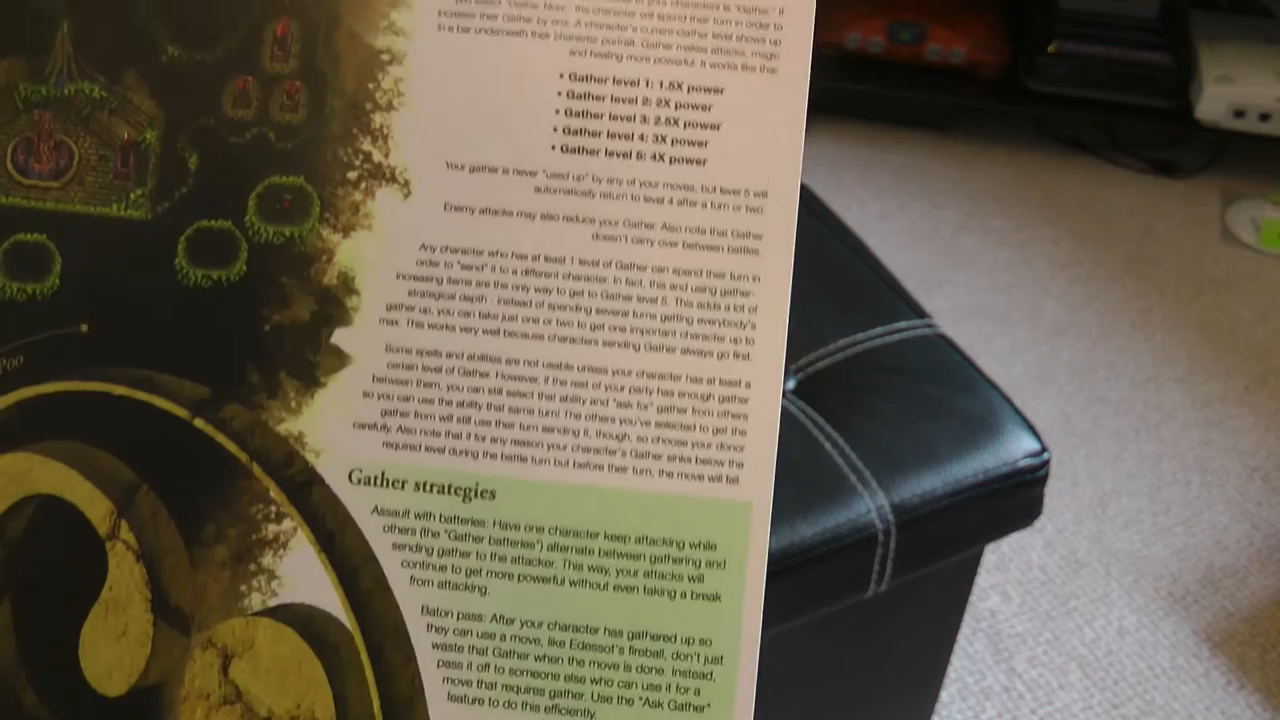 you select "Gather Now," the character will spend their turn in order to
increase their Gather by one. A character's current Gather level shows up
in a bar underneath their character portrait. Gather makes attacks, magic
and healing more powerful. It works like this:
• Gather level 1: 1.5X power
• Gather level 2: 2X power
• Gather level 3: 2.5X power
• Gather level 4: 3X power
• Gather level 5: 4X power
Your gather is never "used up" by any of your moves, but level 5 will
automatically return to level 4 after a turn or two.
Enemy attacks may also reduce your Gather. Also note that Gather
doesn't carry over between battles.
Any character who has at least 1 level of Gather can spend their turn in
order to "send" it to a different character. In fact, this and using gather-
increasing items are the only way to get to Gather level 5. This adds a lot of
strategical depth - instead of spending several turns getting everybody's
gather up, you can take just one or two to get one important character up to
max. This works very well because characters sending Gather always go first.
Some spells and abilities are not usable unless your character has at least a
certain level of Gather. However, if the rest of your party has enough gather
between them, you can still select that ability and "ask for" gather from others
so you can use the ability that same turn! The others you've selected to get the
gather from will still use their turn sending it, though, so choose your donor
carefully. Also note that if for any reason your character's Gather sinks below the
required level during the battle turn but before their turn, the move will fail.
Poo
Gather strategies
Assault with batteries: Have one character keep attacking while
others (the "Gather batteries") alternate between gathering and
sending gather to the attacker. This way, your attacks will
continue to get more powerful without even taking a break
from attacking.
Baton pass: After your character has gathered up so
they can use a move, like Edessot's fireball, don't just
waste that Gather when the move is done. Instead,
pass it off to someone else who can use it for a
move that requires gather. Use the "Ask Gather"
feature to do this efficiently.